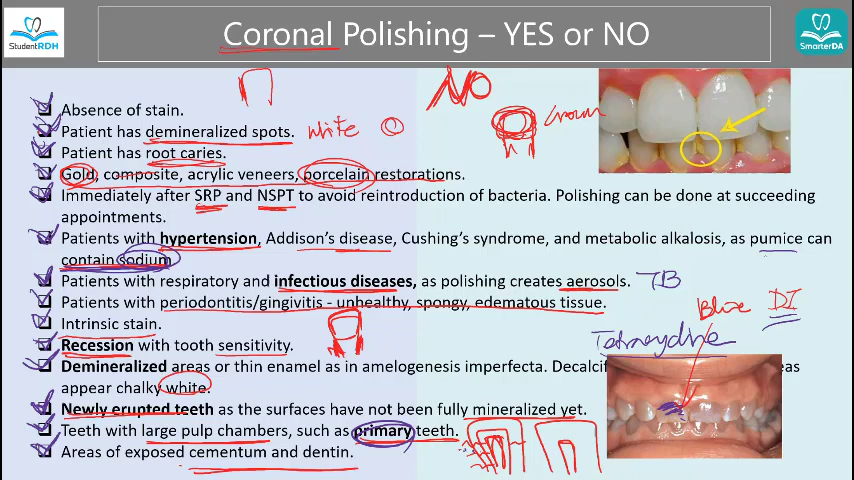 StudentRDH
Coronal Polishing – YES or NO
SmarterDA
NO
Absence of stain.
Patient has demineralized spots. white
Crown
Patient has root caries.
Gold, composite, acrylic veneers, porcelain restorations.
Immediately after SRP and NSPT to avoid reintroduction of bacteria. Polishing can be done at succeeding
appointments.
Patients with hypertension, Addison's disease, Cushing's syndrome, and metabolic alkalosis, as pumice can
contain sodium
Patients with respiratory and infectious diseases, as polishing creates aerosols. TB
Patients with periodontitis/gingivitis - unhealthy, spongy, edematous tissue.
Blue DI
Intrinsic stain.
Recession with tooth sensitivity.
Demineralized areas or thin enamel as in amelogenesis imperfecta. Decalcif eas
appear chalky white.
Newly erupted teeth as the surfaces have not been fully mineralized yet.
Teeth with large pulp chambers, such as primary teeth.
Areas of exposed cementum and dentin.